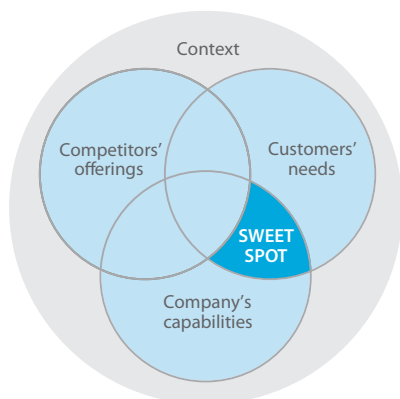 Context
Competitors’
offerings
Customers’
needs
SWEET
SPOT
Company’s
capabilities